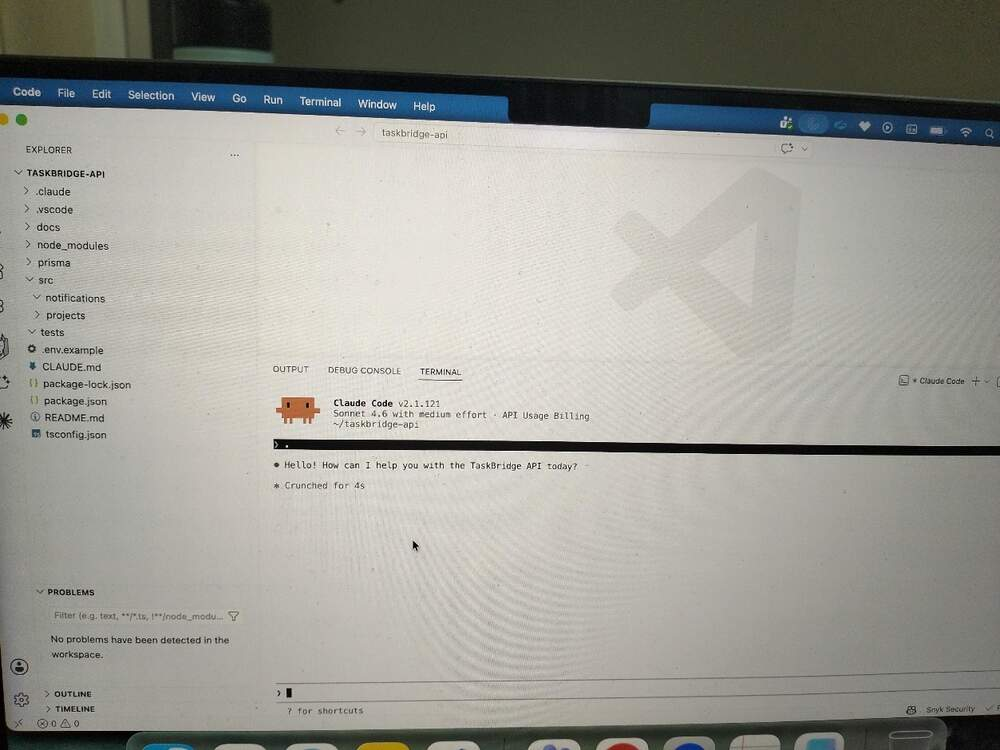 Code File Edit Selection View Go Run Terminal Window Help
taskbridge-api
EXPLORER
...
TASKBRIDGE-API
.claude
.vscode
docs
node_modules
prisma
src
notifications
projects
tests
.env.example
CLAUDE.md
package-lock.json
package.json
README.md
tsconfig.json
PROBLEMS
Filter (e.g. text, **/*.ts, !**/node_modu...
No problems have been detected in the
workspace.
OUTLINE
TIMELINE
0 0
OUTPUT DEBUG CONSOLE TERMINAL
Claude Code
Claude Code v2.1.121
Sonnet 4.6 with medium effort · API Usage Billing
~/taskbridge-api
❯ .
● Hello! How can I help you with the TaskBridge API today?
✻ Crunched for 4s
❯
? for shortcuts
Snyk Security